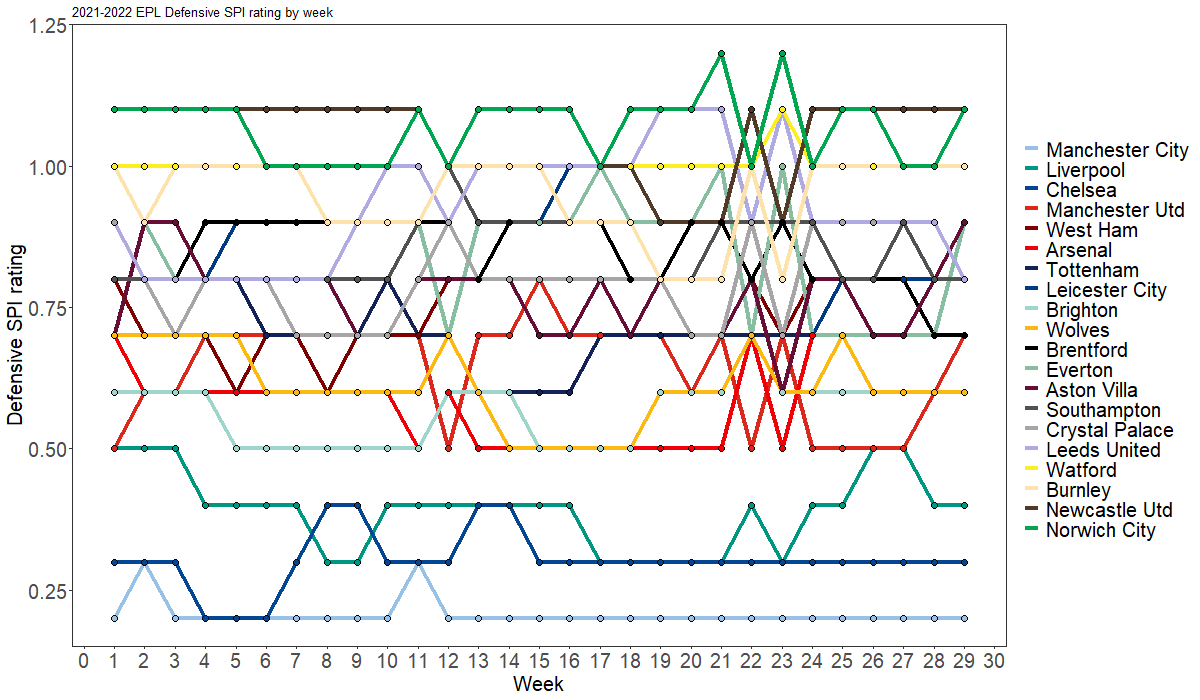 2021-2022 EPL Defensive SPI rating by week
Defensive SPI rating
1.25
1.00
0.75
0.50
0.25
0 1 2 3 4 5 6 7 8 9 10 11 12 13 14 15 16 17 18 19 20 21 22 23 24 25 26 27 28 29 30
Week
Manchester City
Liverpool
Chelsea
Manchester Utd
West Ham
Arsenal
Tottenham
Leicester City
Brighton
Wolves
Brentford
Everton
Aston Villa
Southampton
Crystal Palace
Leeds United
Watford
Burnley
Newcastle Utd
Norwich City